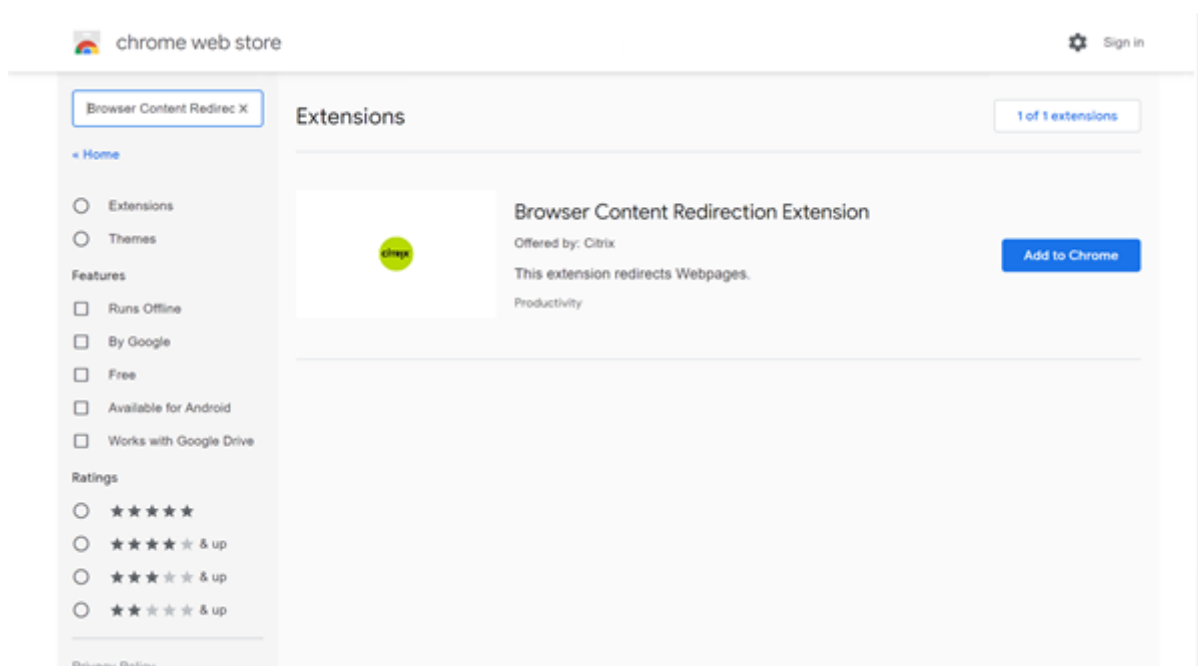 chrome web store
Sign in
Browser Content Redirec ×
« Home
Extensions
Themes
Features
Runs Offline
By Google
Free
Available for Android
Works with Google Drive
Ratings
& up
& up
& up
Privacy Policy
Extensions
1 of 1 extensions
citrix
Browser Content Redirection Extension
Offered by: Citrix
This extension redirects Webpages.
Productivity
Add to Chrome